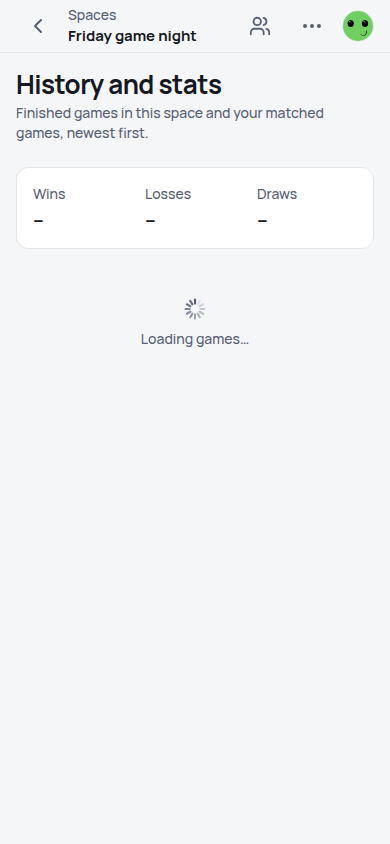 Spaces
Friday game night
History and stats
Finished games in this space and your matched
games, newest first.
Wins
Losses
Draws
–
–
–
Loading games…